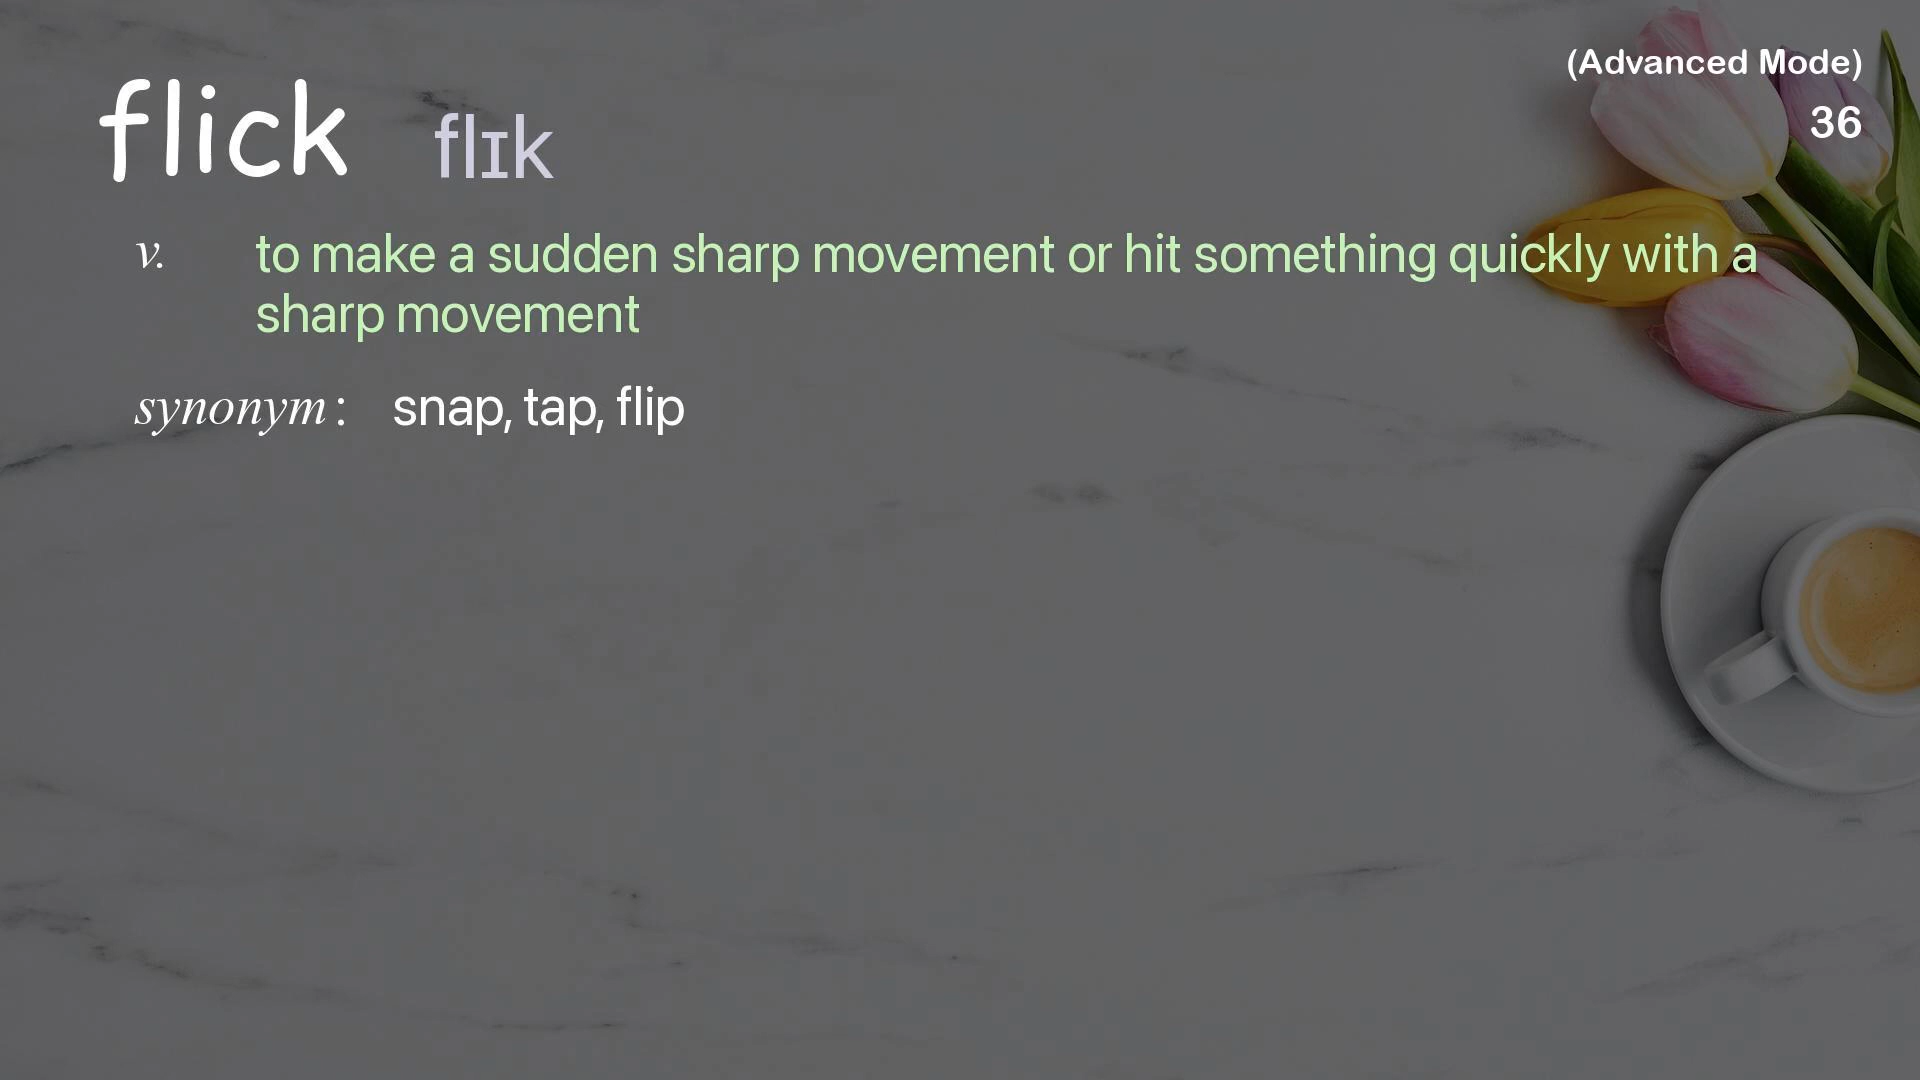 (Advanced Mode)
36
flick flɪk
v. to make a sudden sharp movement or hit something quickly with a
sharp movement
synonym: snap, tap, flip